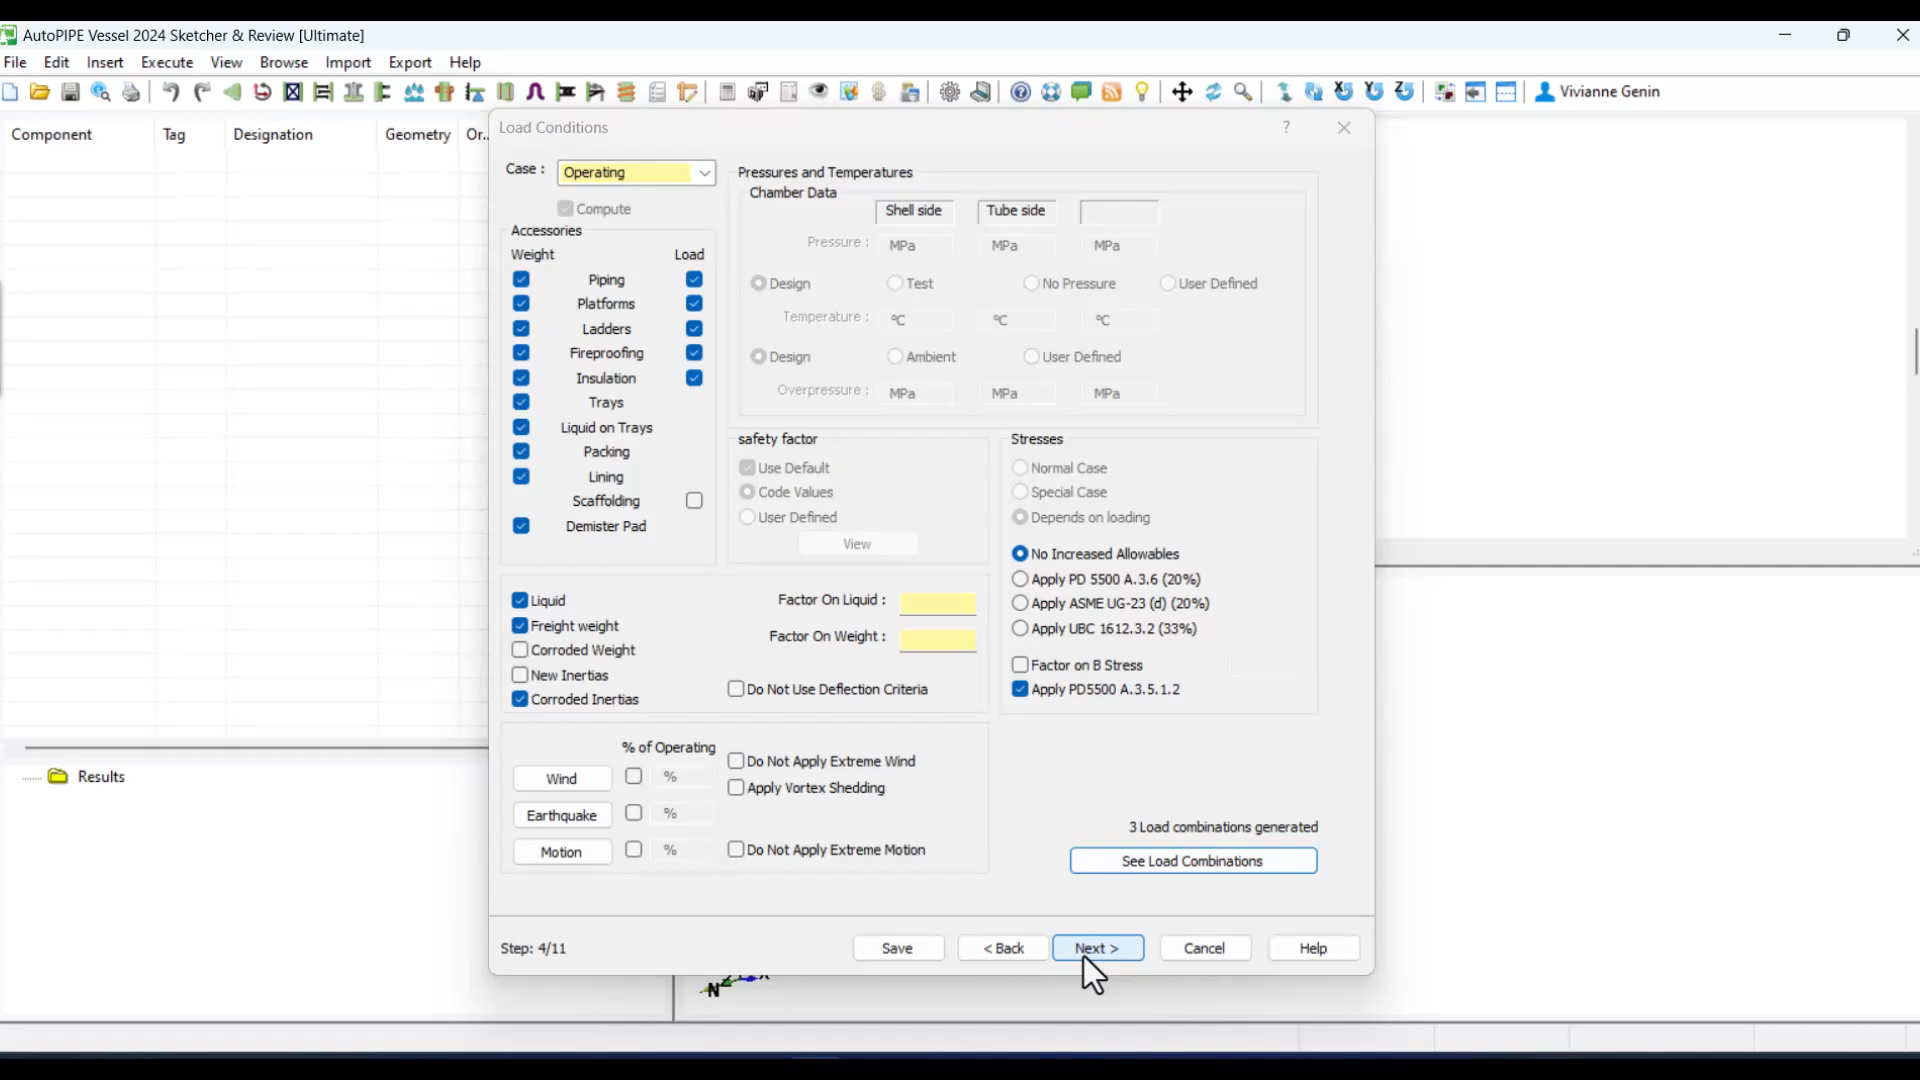 AutoPIPE Vessel 2024 Sketcher & Review [Ultimate]
File Edit Insert Execute View Browse Import Export Help
Vivianne Genin
Component Tag Designation Geometry Or...
Load Conditions ?
Case : Operating
Compute
Accessories
Weight Load
Piping
Platforms
Ladders
Fireproofing
Insulation
Trays
Liquid on Trays
Packing
Lining
Scaffolding
Demister Pad
Pressures and Temperatures
Chamber Data
Shell side Tube side
Pressure : MPa MPa MPa
Design Test No Pressure User Defined
Temperature : °C °C °C
Design Ambient User Defined
Overpressure : MPa MPa MPa
safety factor
Use Default
Code Values
User Defined
View
Stresses
Normal Case
Special Case
Depends on loading
No Increased Allowables
Apply PD 5500 A.3.6 (20%)
Apply ASME UG-23 (d) (20%)
Apply UBC 1612.3.2 (33%)
Factor on B Stress
Apply PD5500 A.3.5.1.2
Liquid
Freight weight
Corroded Weight
New Inertias
Corroded Inertias
Factor On Liquid :
Factor On Weight :
Do Not Use Deflection Criteria
% of Operating
Wind %
Earthquake %
Motion %
Do Not Apply Extreme Wind
Apply Vortex Shedding
Do Not Apply Extreme Motion
3 Load combinations generated
See Load Combinations
Step: 4/11 Save < Back Next > Cancel Help
Results
N